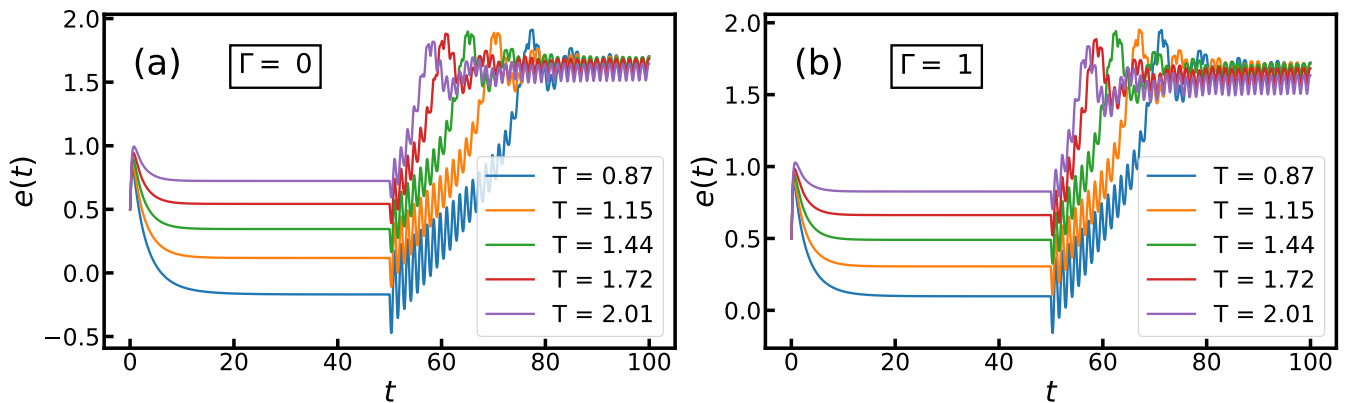 (a)
Γ = 0
e(t)
2.0
1.5
1.0
0.5
0.0
−0.5
0 20 40 60 80 100
t
T = 0.87
T = 1.15
T = 1.44
T = 1.72
T = 2.01
(b)
Γ = 1
e(t)
2.0
1.5
1.0
0.5
0.0
0 20 40 60 80 100
t
T = 0.87
T = 1.15
T = 1.44
T = 1.72
T = 2.01